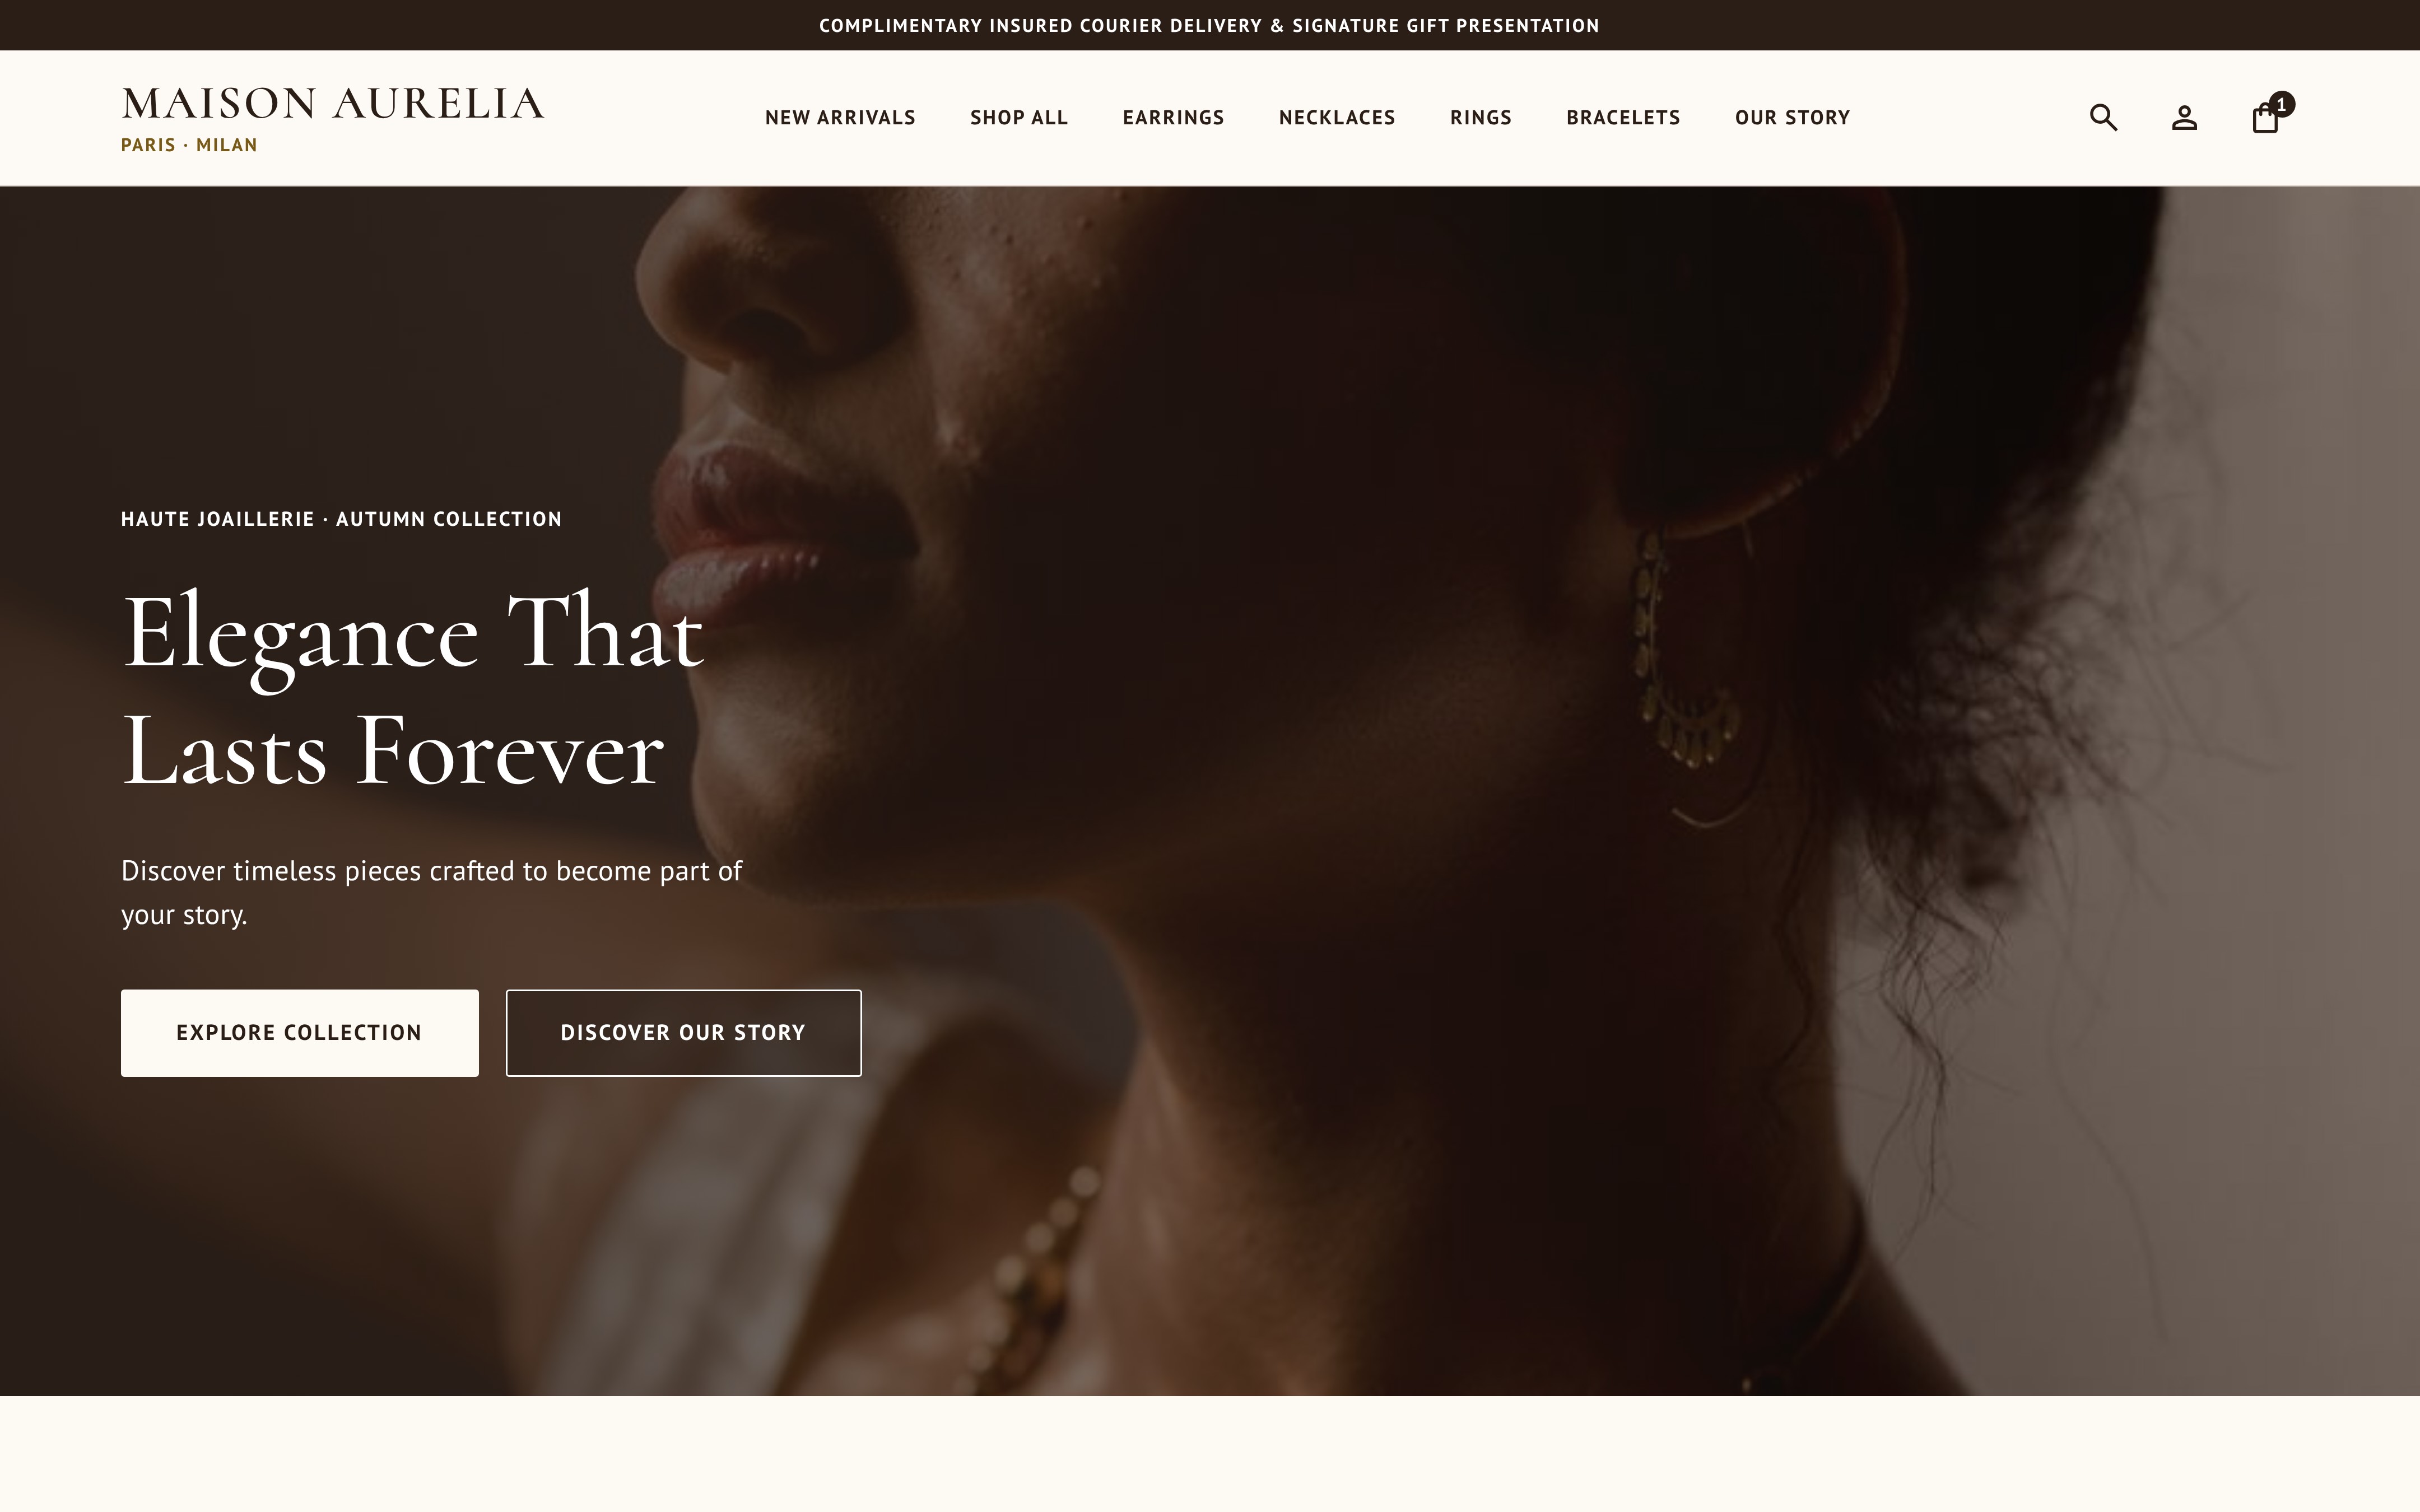 COMPLIMENTARY INSURED COURIER DELIVERY & SIGNATURE GIFT PRESENTATION
MAISON AURELIA
PARIS · MILAN
NEW ARRIVALS SHOP ALL EARRINGS NECKLACES RINGS BRACELETS OUR STORY
1
HAUTE JOAILLERIE · AUTUMN COLLECTION
Elegance That
Lasts Forever
Discover timeless pieces crafted to become part of
your story.
EXPLORE COLLECTION DISCOVER OUR STORY